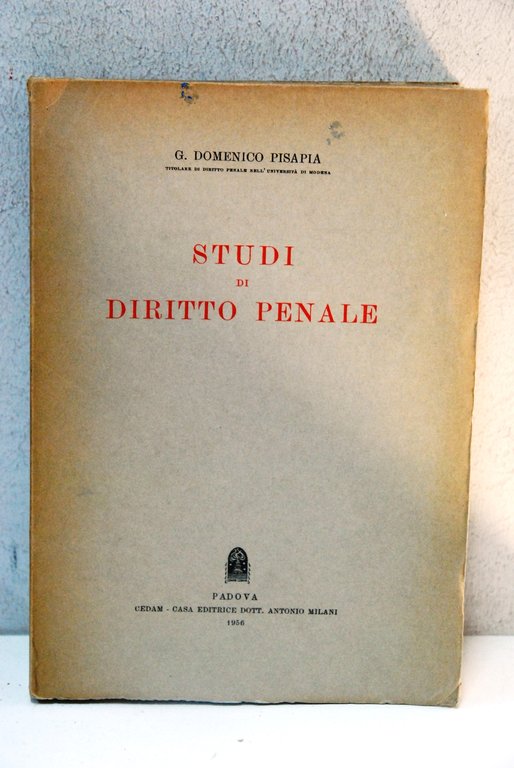 G. DOMENICO PISAPIA
TITOLARE DI DIRITTO PENALE NELL'UNIVERSITÀ DI MODENA
STUDI
DI
DIRITTO PENALE
PADOVA
CEDAM - CASA EDITRICE DOTT. ANTONIO MILANI
1956